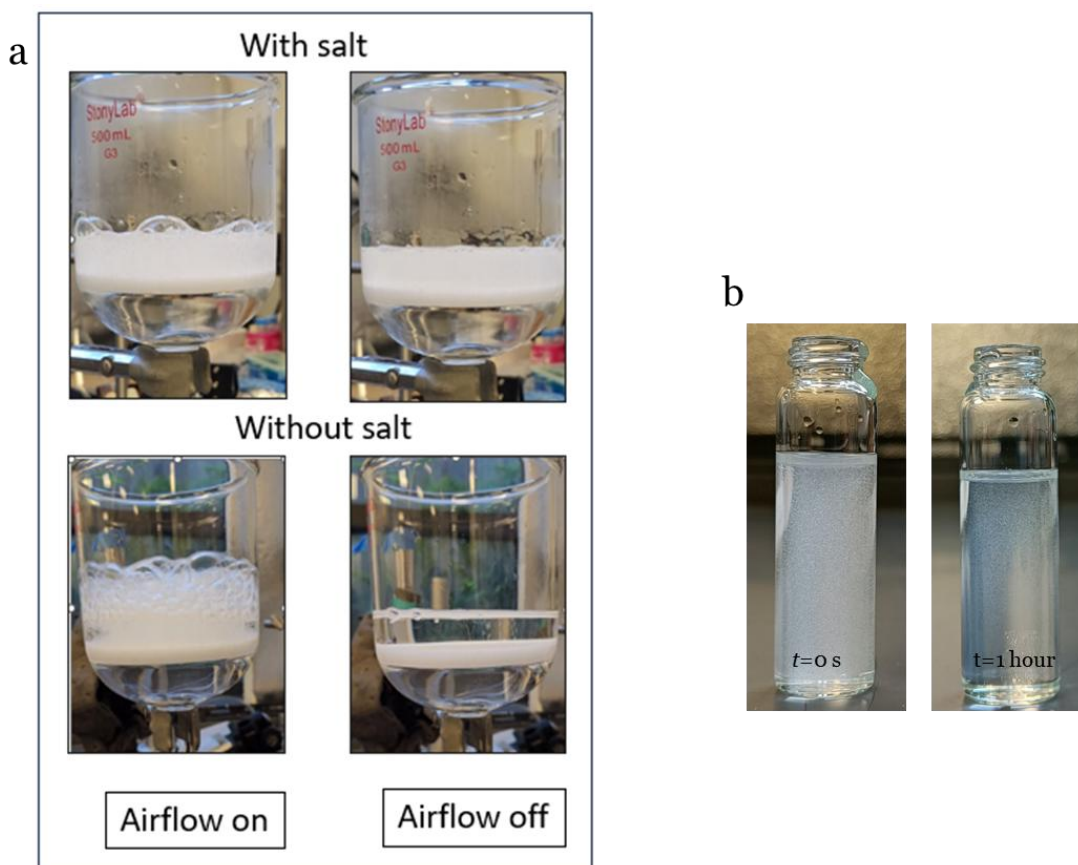 a
With salt
StonyLab
500 mL
G3
StonyLab
500 mL
G3
Without salt
Airflow on
Airflow off
b
t=0 s
t=1 hour